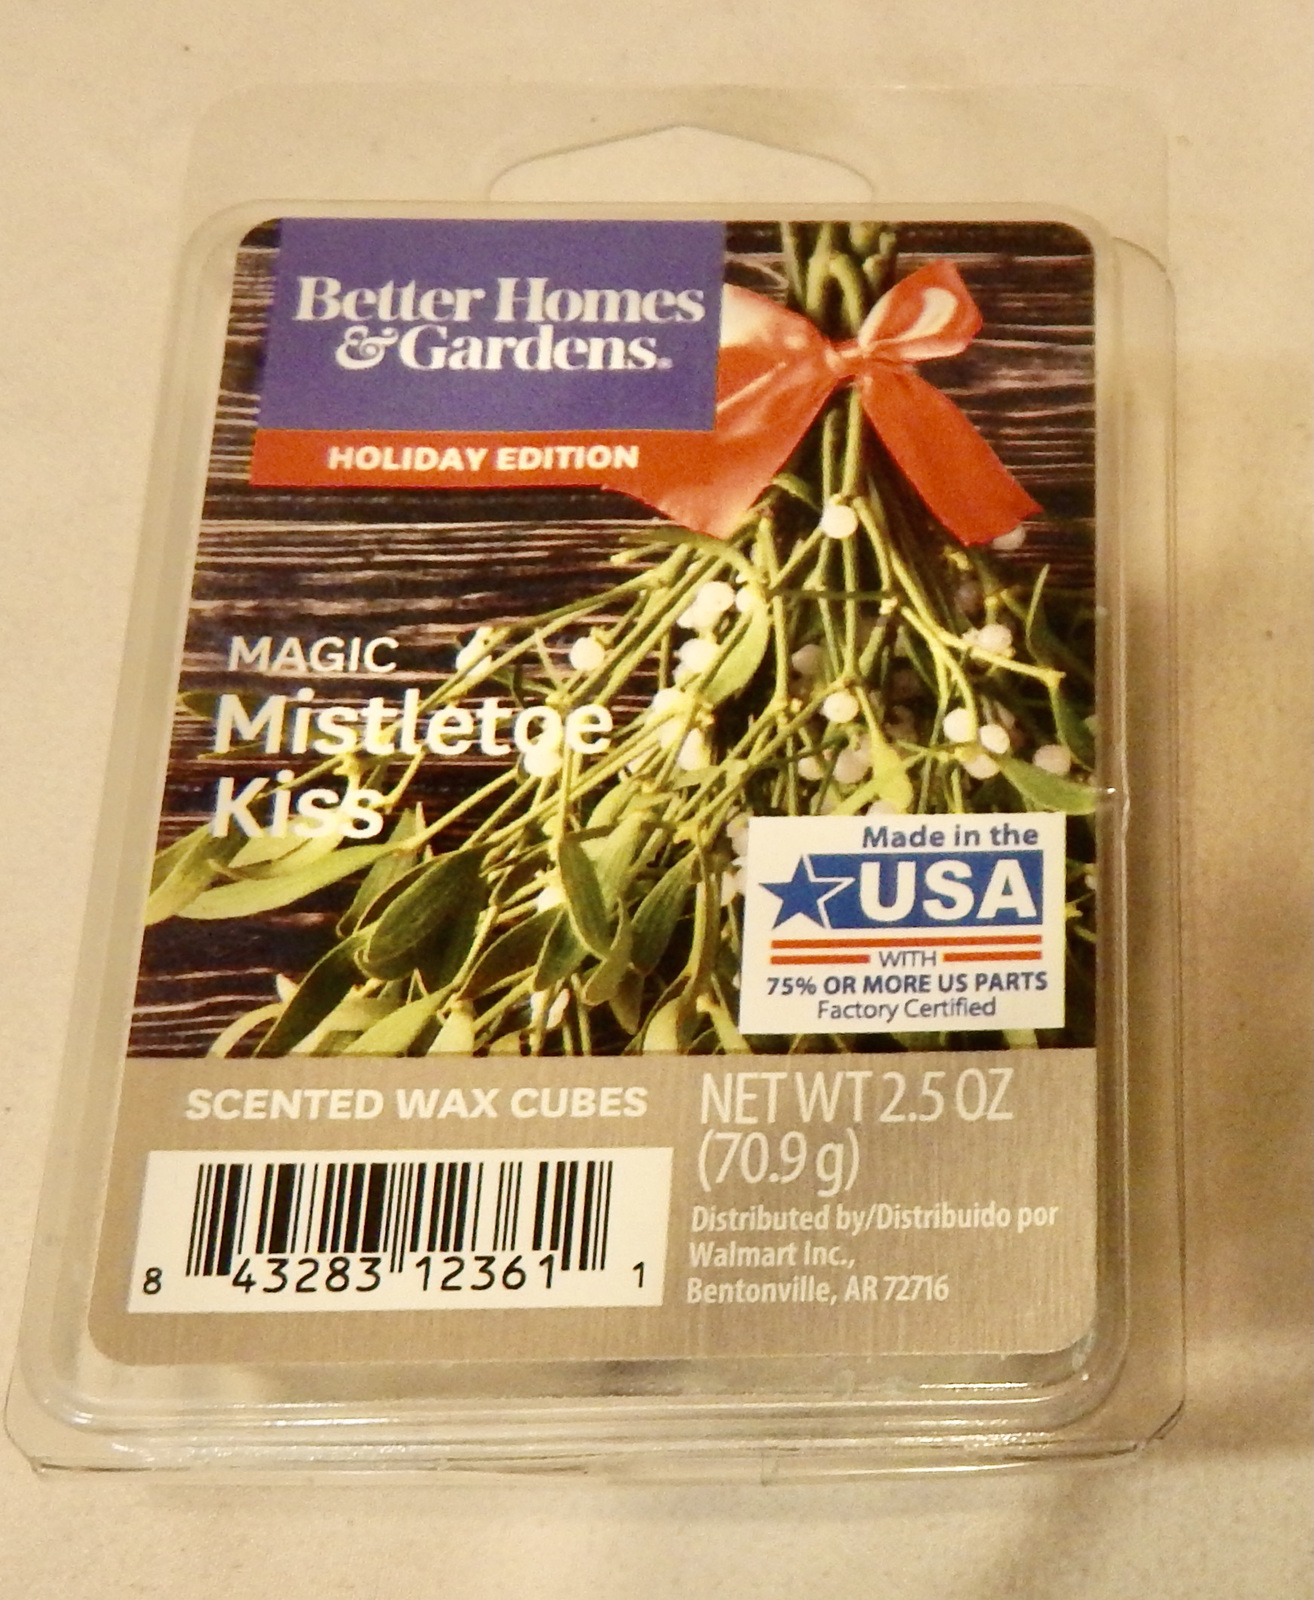 Better Homes
&Gardens®
HOLIDAY EDITION
MAGIC
Mistletoe
Kiss
Made in the
USA
WITH
75% OR MORE US PARTS
Factory Certified
SCENTED WAX CUBES
NET WT 2.5 OZ
(70.9 g)
Distributed by/Distribuido por
Walmart Inc.,
Bentonville, AR 72716
8 43283 12361 1